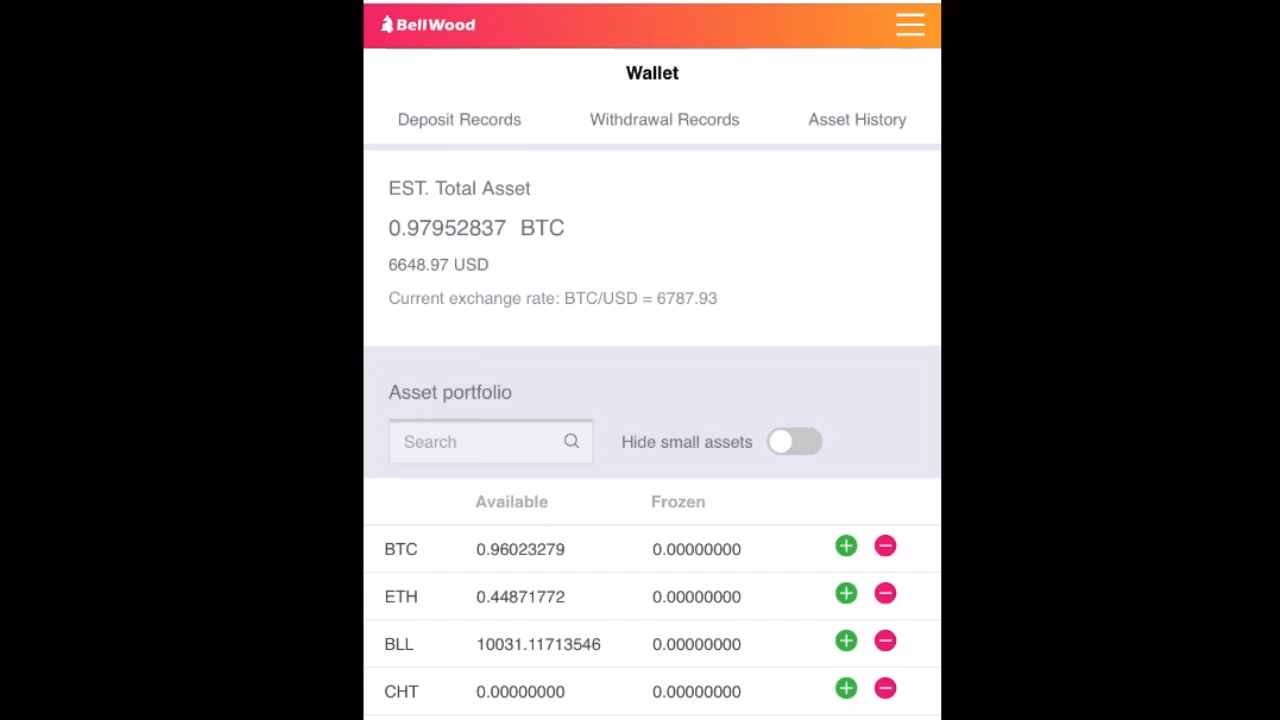 BellWood
Wallet
Deposit Records Withdrawal Records Asset History
EST. Total Asset
0.97952837 BTC
6648.97 USD
Current exchange rate: BTC/USD = 6787.93
Asset portfolio
Search Hide small assets
Available Frozen
BTC 0.96023279 0.00000000
ETH 0.44871772 0.00000000
BLL 10031.11713546 0.00000000
CHT 0.00000000 0.00000000